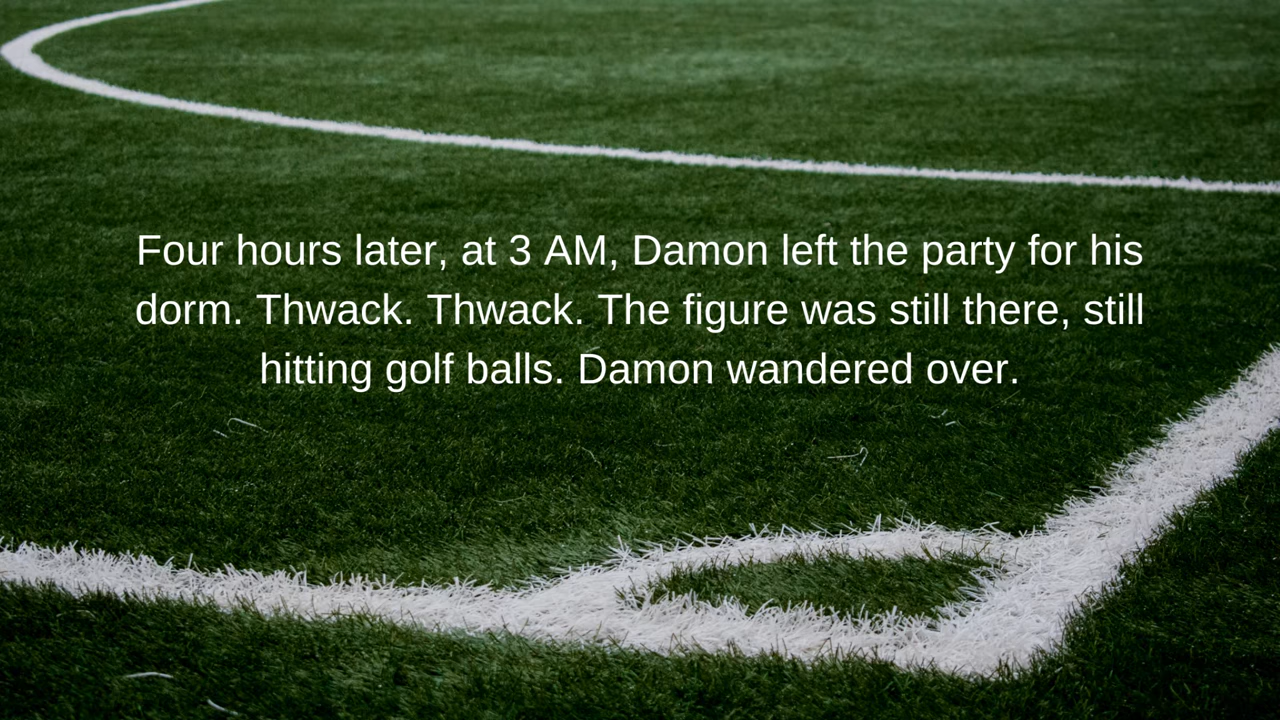 Four hours later, at 3 AM, Damon left the party for his
dorm. Thwack. Thwack. The figure was still there, still
hitting golf balls. Damon wandered over.